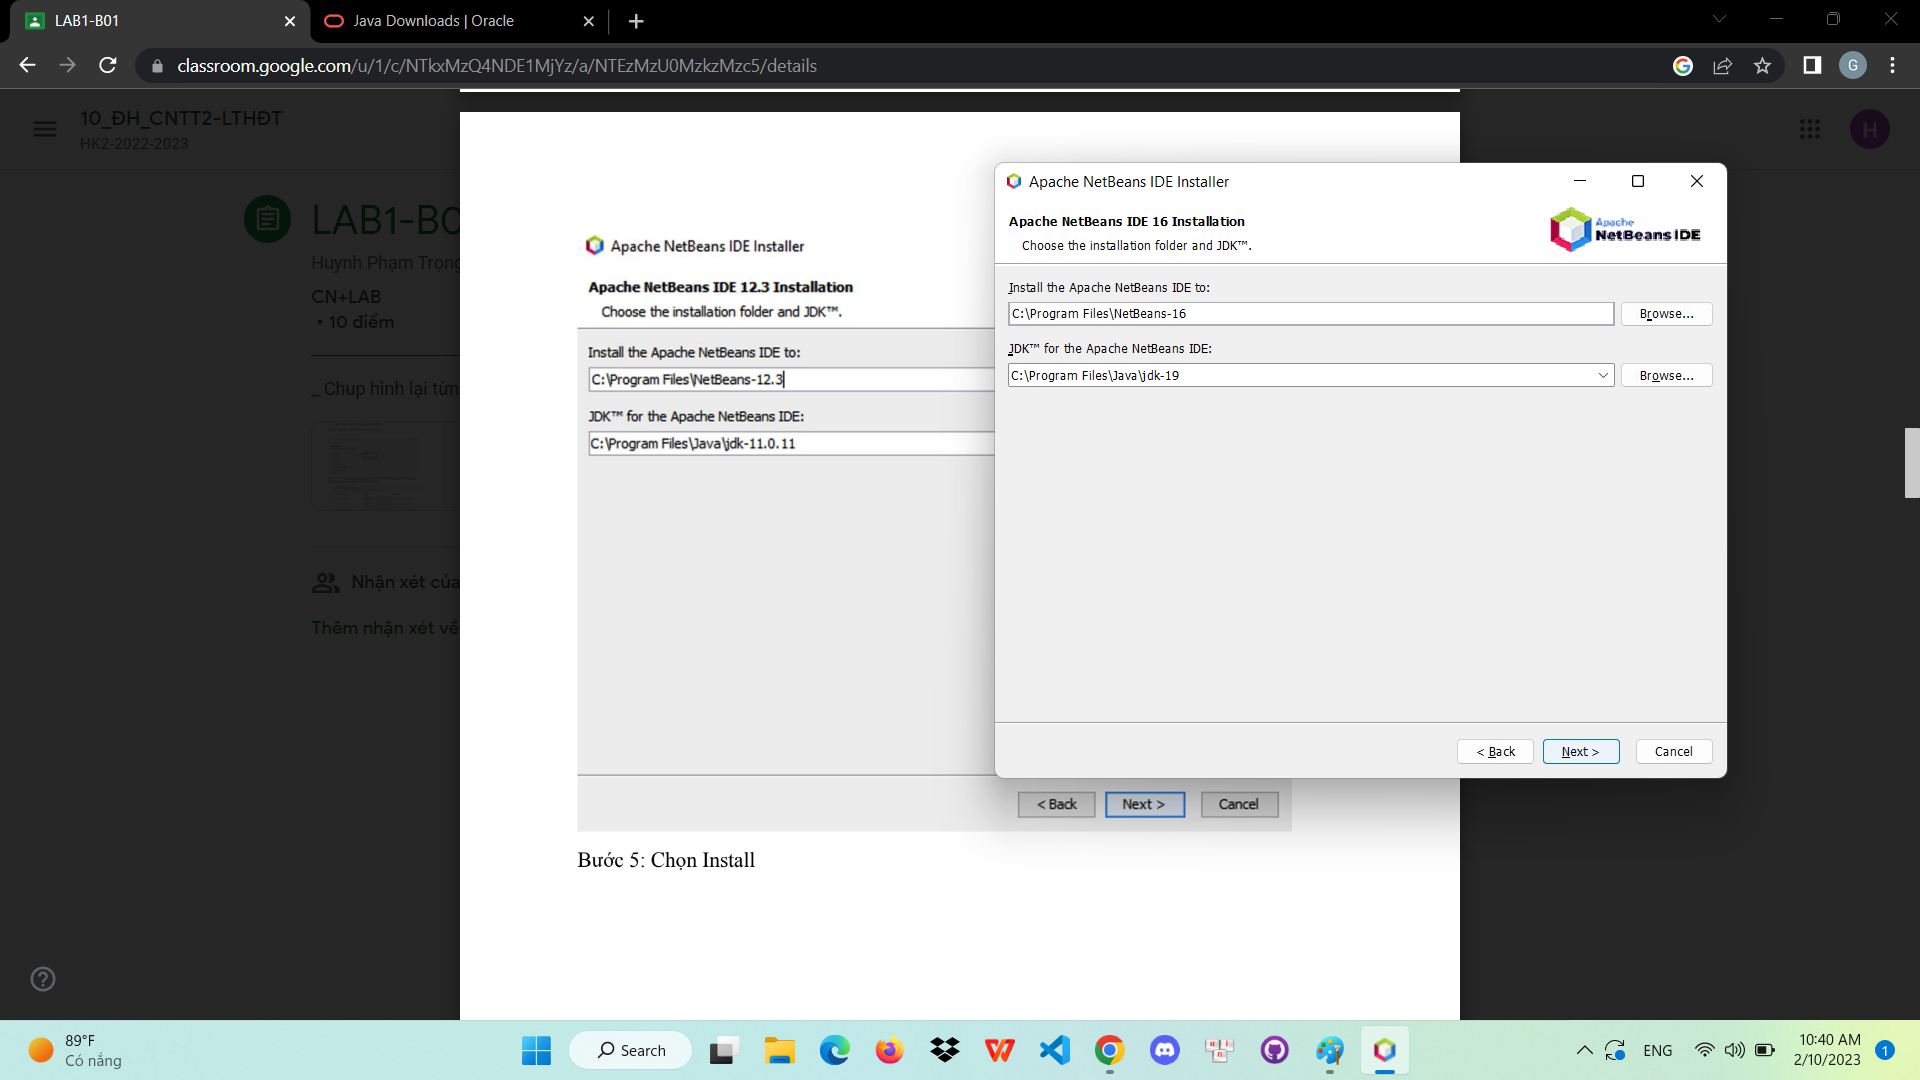 LAB1-B01
Java Downloads | Oracle
classroom.google.com/u/1/c/NTkxMzQ4NDE1MjYz/a/NTEzMzU0MzkzMzc5/details
G
10_ĐH_CNTT2-LTHĐT
HK2-2022-2023
H
LAB1-B0
Huynh Phạm Trọng
CN+LAB
• 10 điểm
_ Chụp hình lại từn
Nhận xét của
Thêm nhận xét về
Apache NetBeans IDE Installer
Apache NetBeans IDE 12.3 Installation
Choose the installation folder and JDK™.
Install the Apache NetBeans IDE to:
C:\Program Files\NetBeans-12.3
JDK™ for the Apache NetBeans IDE:
C:\Program Files\Java\jdk-11.0.11
< Back
Next >
Cancel
Bước 5: Chọn Install
Apache NetBeans IDE Installer
Apache NetBeans IDE 16 Installation
Choose the installation folder and JDK™.
Apache
NetBeans IDE
Install the Apache NetBeans IDE to:
C:\Program Files\NetBeans-16
Browse...
JDK™ for the Apache NetBeans IDE:
C:\Program Files\Java\jdk-19
Browse...
< Back
Next >
Cancel
89°F
Có nắng
Search
ENG
10:40 AM
2/10/2023
1